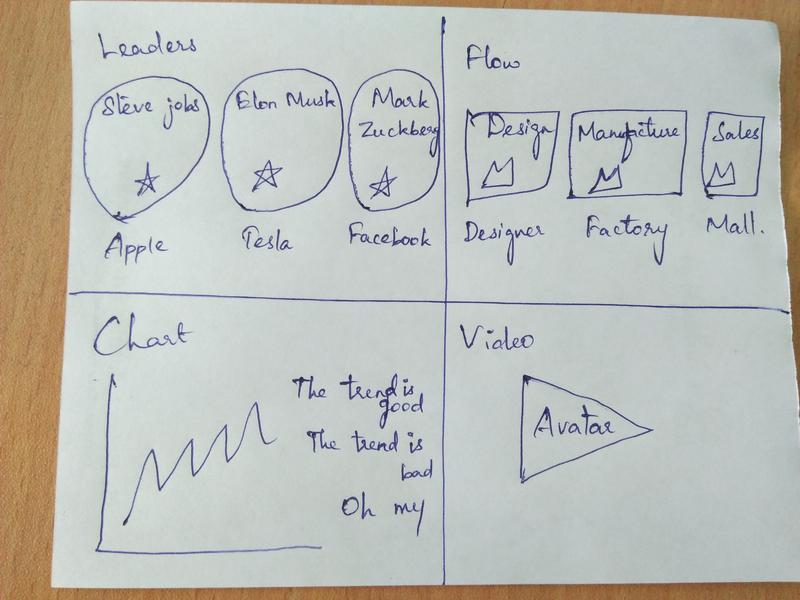 Leaders
Steve jobs
Elon Musk
Mark
Zuckberg
Apple
Tesla
Facebook
Flow
Design
Manufacture
Sales
Designer
Factory
Mall.
Chart
The trend is
good
The trend is
bad
Oh my
Video
Avatar